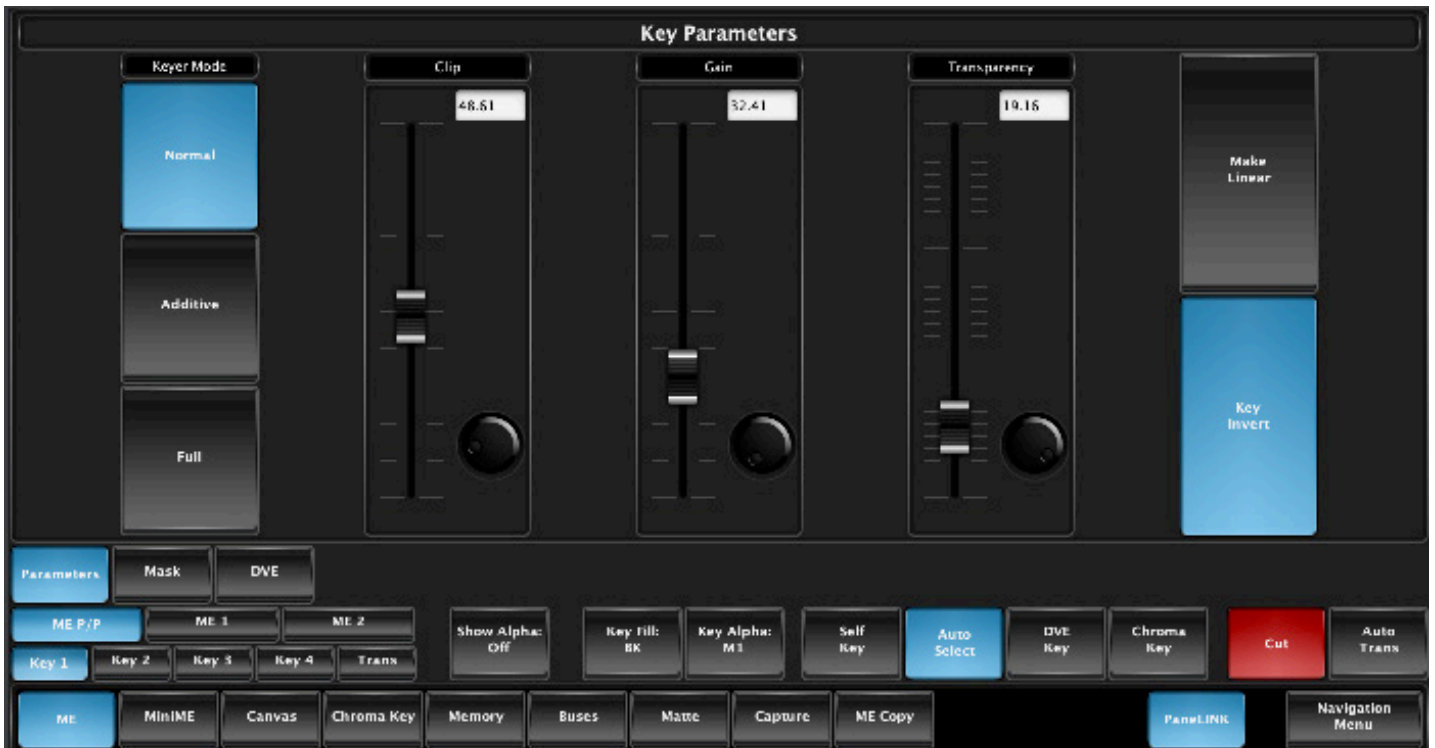 Key Parameters
Keyer Mode
Clip
Gain
Transparency
48.61
32.41
19.16
Normal
Make
Linear
Additive
Key
Invert
Full
Parameters
Mask
DVE
ME P/P
ME 1
ME 2
Key 1
Key 2
Key 3
Key 4
Trans
Show Alpha:
Off
Key Fill:
BK
Key Alpha:
M1
Self
Key
Auto
Select
DVE
Key
Chroma
Key
Cut
Auto
Trans
ME
MiniME
Canvas
Chroma Key
Memory
Buses
Matte
Capture
ME Copy
PaneLINK
Navigation
Menu